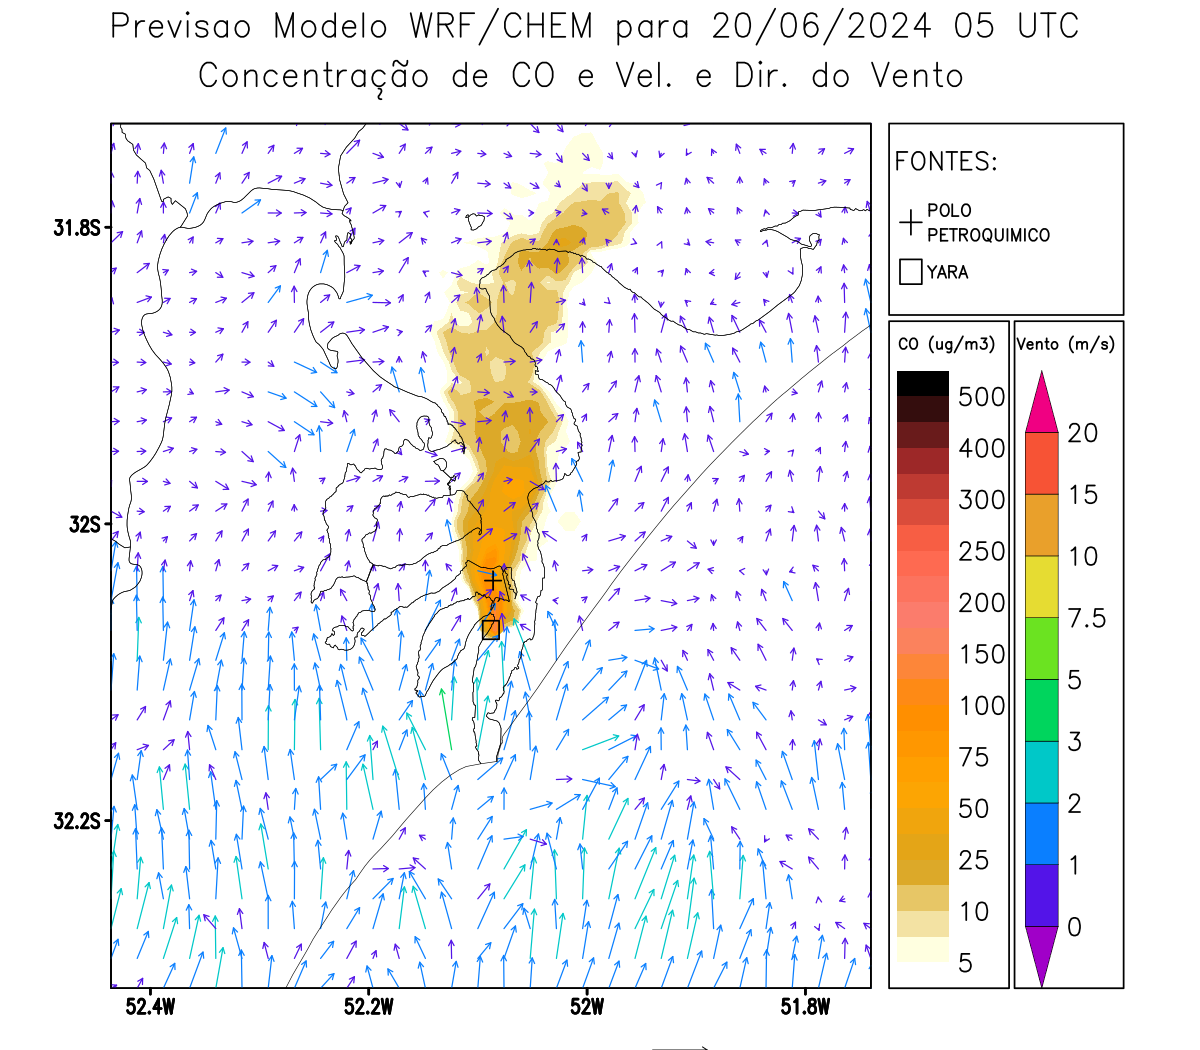 Previsao Modelo WRF/CHEM para 20/06/2024 05 UTC
Concentração de CO e Vel. e Dir. do Vento
FONTES:
POLO
PETROQUIMICO
YARA
CO (ug/m3)
500
400
300
250
200
150
100
75
50
25
10
5
Vento (m/s)
20
15
10
7.5
5
3
2
1
0
31.8S
32S
32.2S
52.4W
52.2W
52W
51.8W